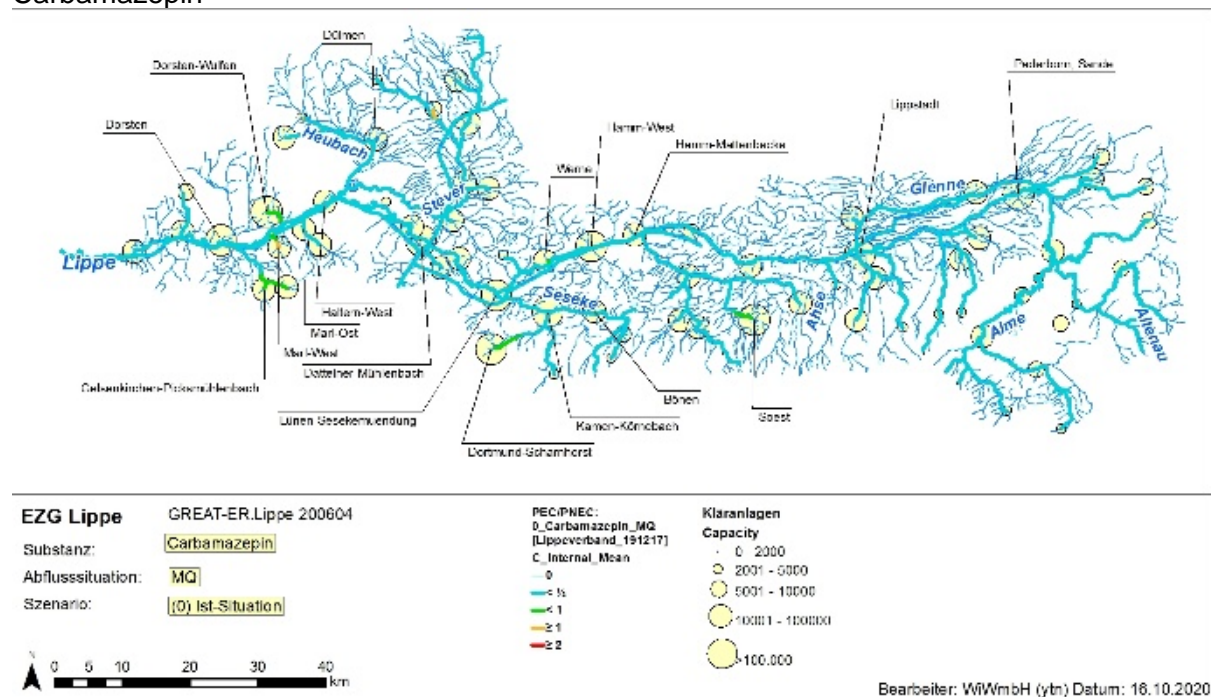 Carbamazepin
Dülmen
Dorsten-Wulfen
Paderborn, Sande
Lippstadt
Dorsten
Hamm-West
Heubach
Hamm-Mattenbecke
Werne
Glenne
Stever
Lippe
Seseke
Ahse
Haltern-West
Alme
Altenau
Marl-Ost
Marl-West
Dattelner Mühlenbach
Gelsenkirchen-Picksmühlenbach
Bönen
Lünen Sesekemuendung
Soest
Kamen-Körnebach
Dortmund-Scharnhorst
EZG Lippe
GREAT-ER.Lippe 200604
Substanz:
Carbamazepin
Abflusssituation:
MQ
Szenario:
(0) Ist-Situation
PEC/PNEC:
0_Carbamazepin_MQ
[Lippeverband_191217]
C_Internal_Mean
0
< ½
< 1
≥ 1
≥ 2
Kläranlagen
Capacity
0 2000
2001 - 5000
5001 - 10000
10001 - 100000
>100.000
N
0 5 10 20 30 40
km
Bearbeiter: WiWmbH (ytn) Datum: 16.10.2020